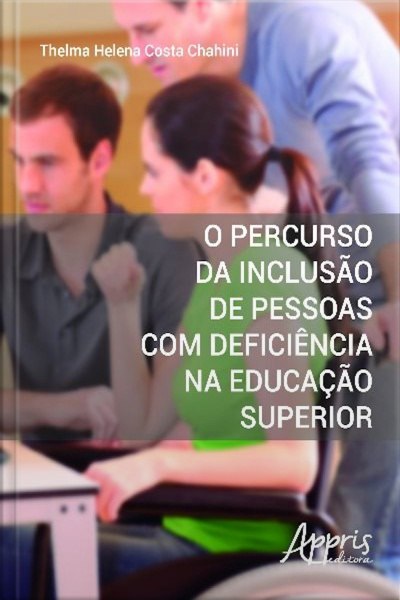 Thelma Helena Costa Chahini
O PERCURSO
DA INCLUSÃO
DE PESSOAS
COM DEFICIÊNCIA
NA EDUCAÇÃO
SUPERIOR
Appris
editora